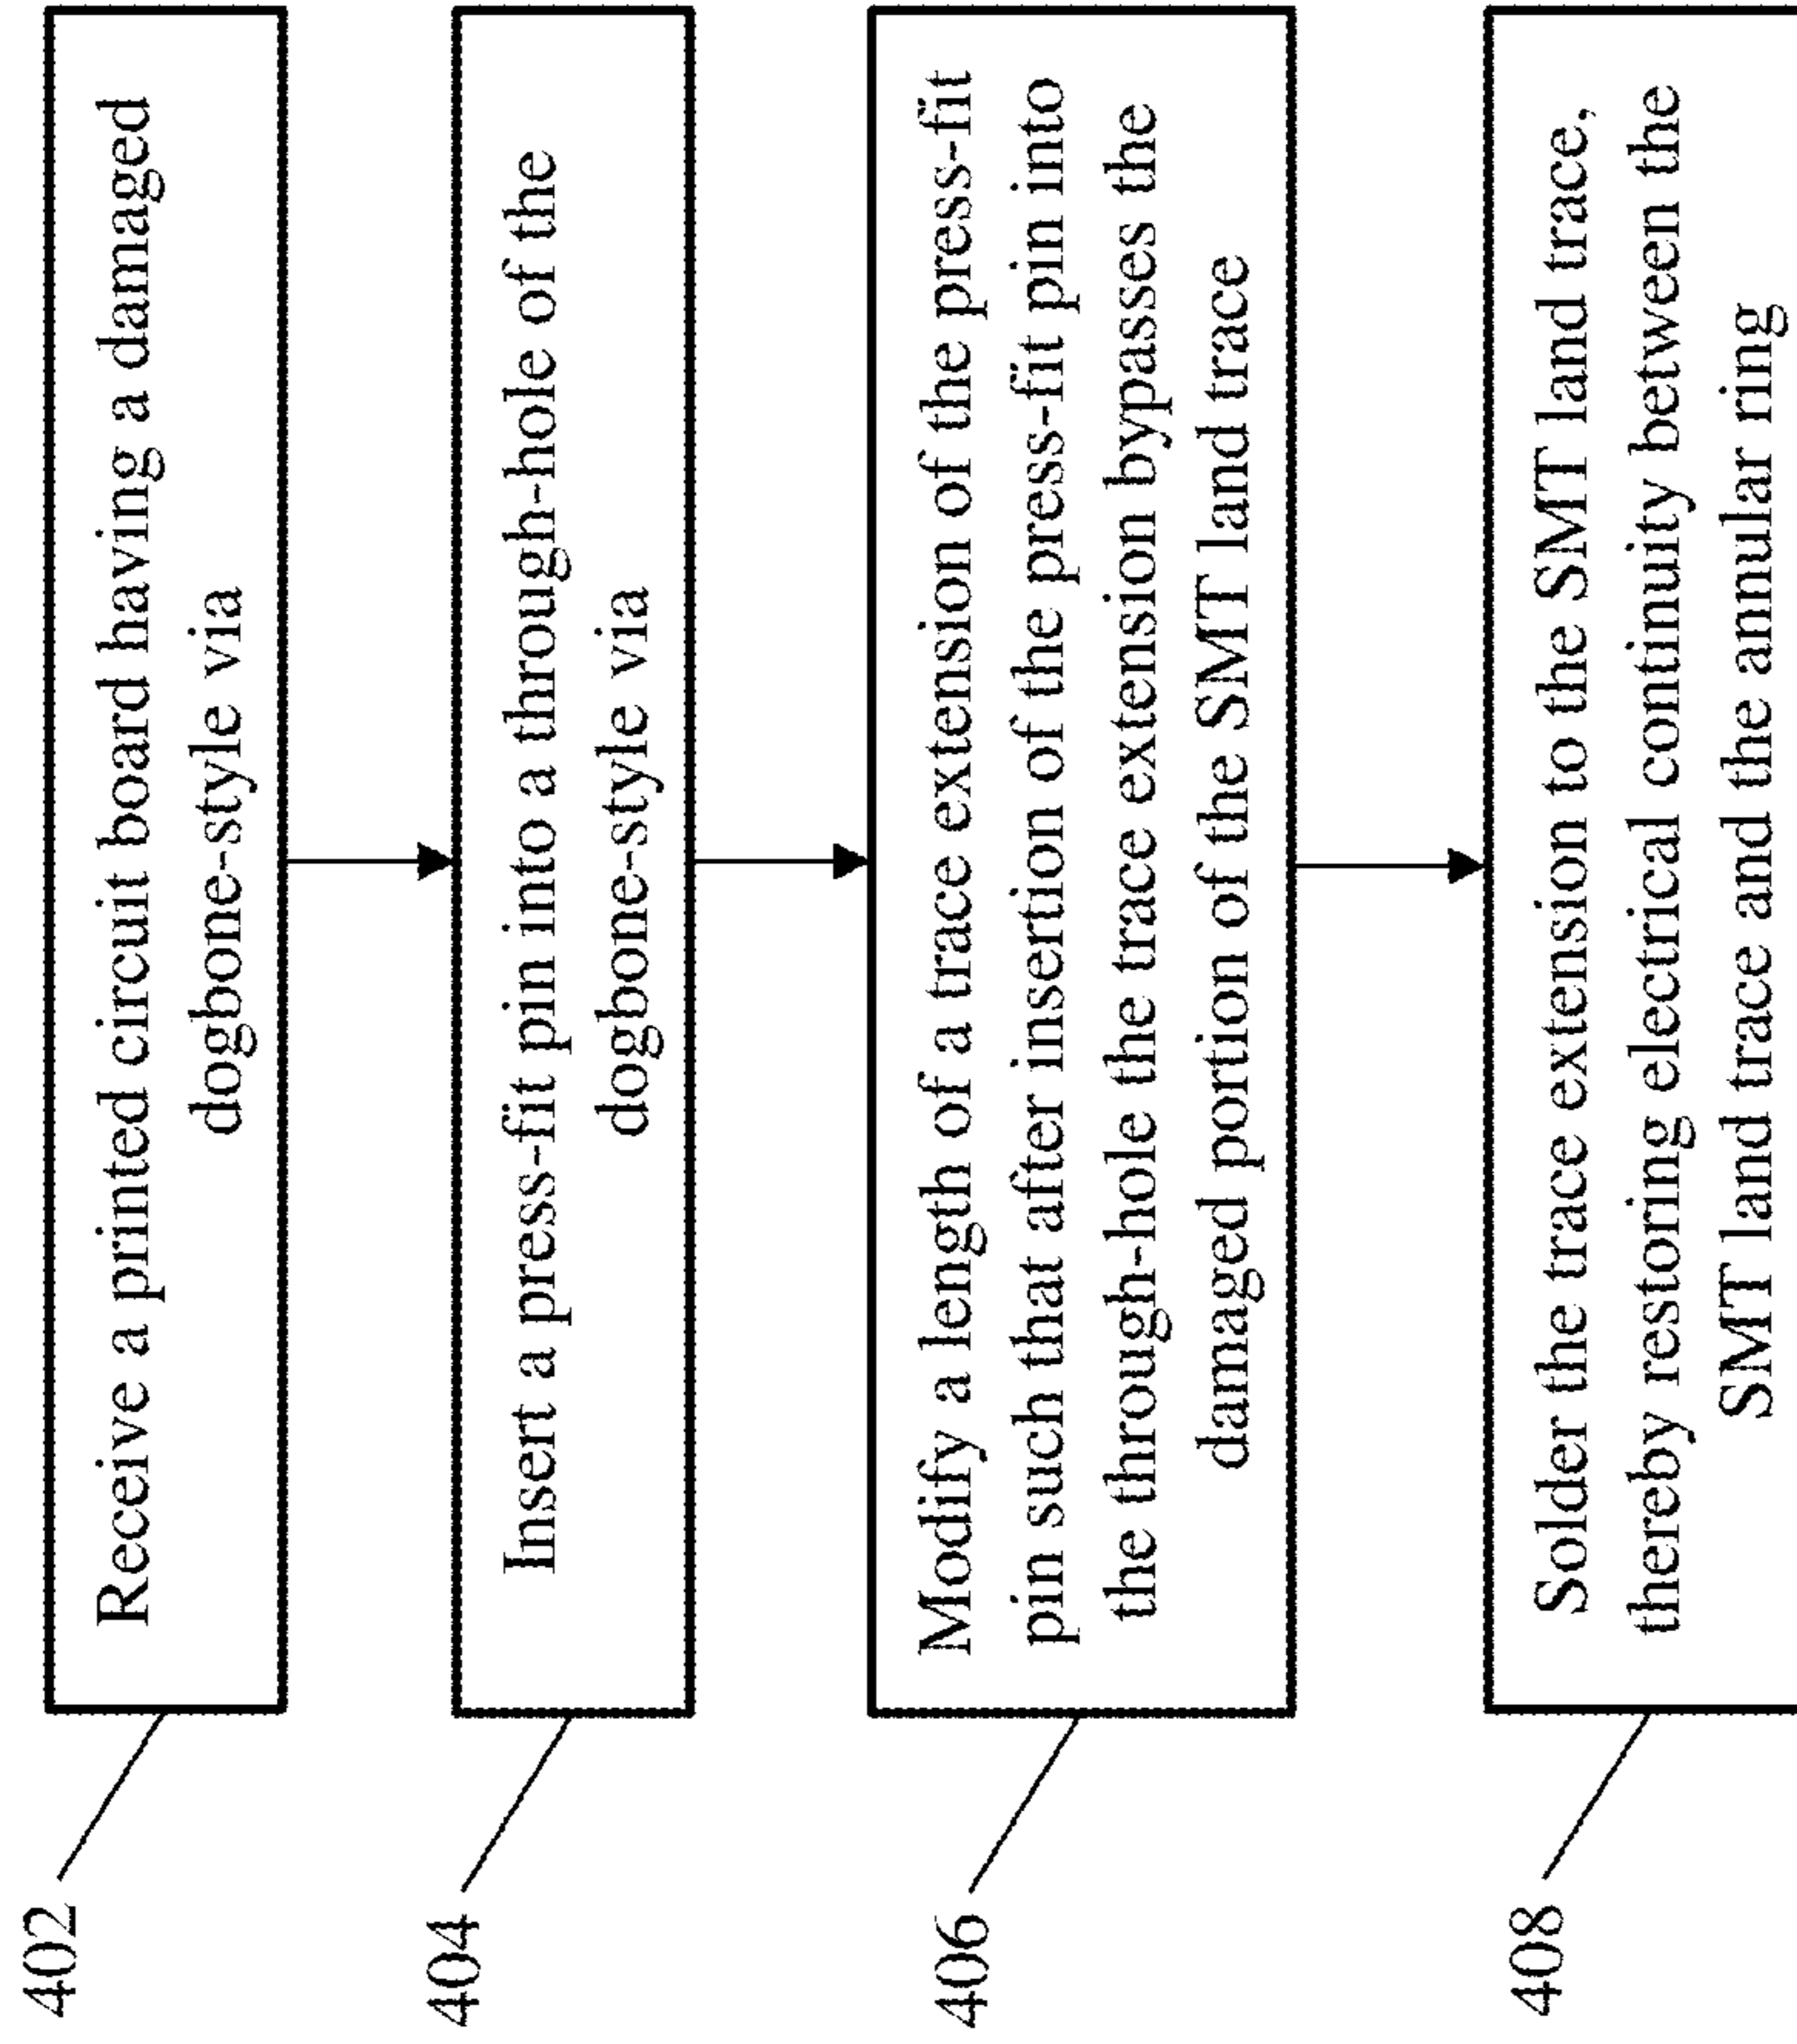 402
Receive a printed circuit board having a damaged
dogbone-style via
404
Insert a press-fit pin into a through-hole of the
dogbone-style via
406
Modify a length of a trace extension of the press-fit
pin such that after insertion of the press-fit pin into
the through-hole the trace extension bypasses the
damaged portion of the SMT land trace
408
Solder the trace extension to the SMT land trace,
thereby restoring electrical continuity between the
SMT land trace and the annular ring